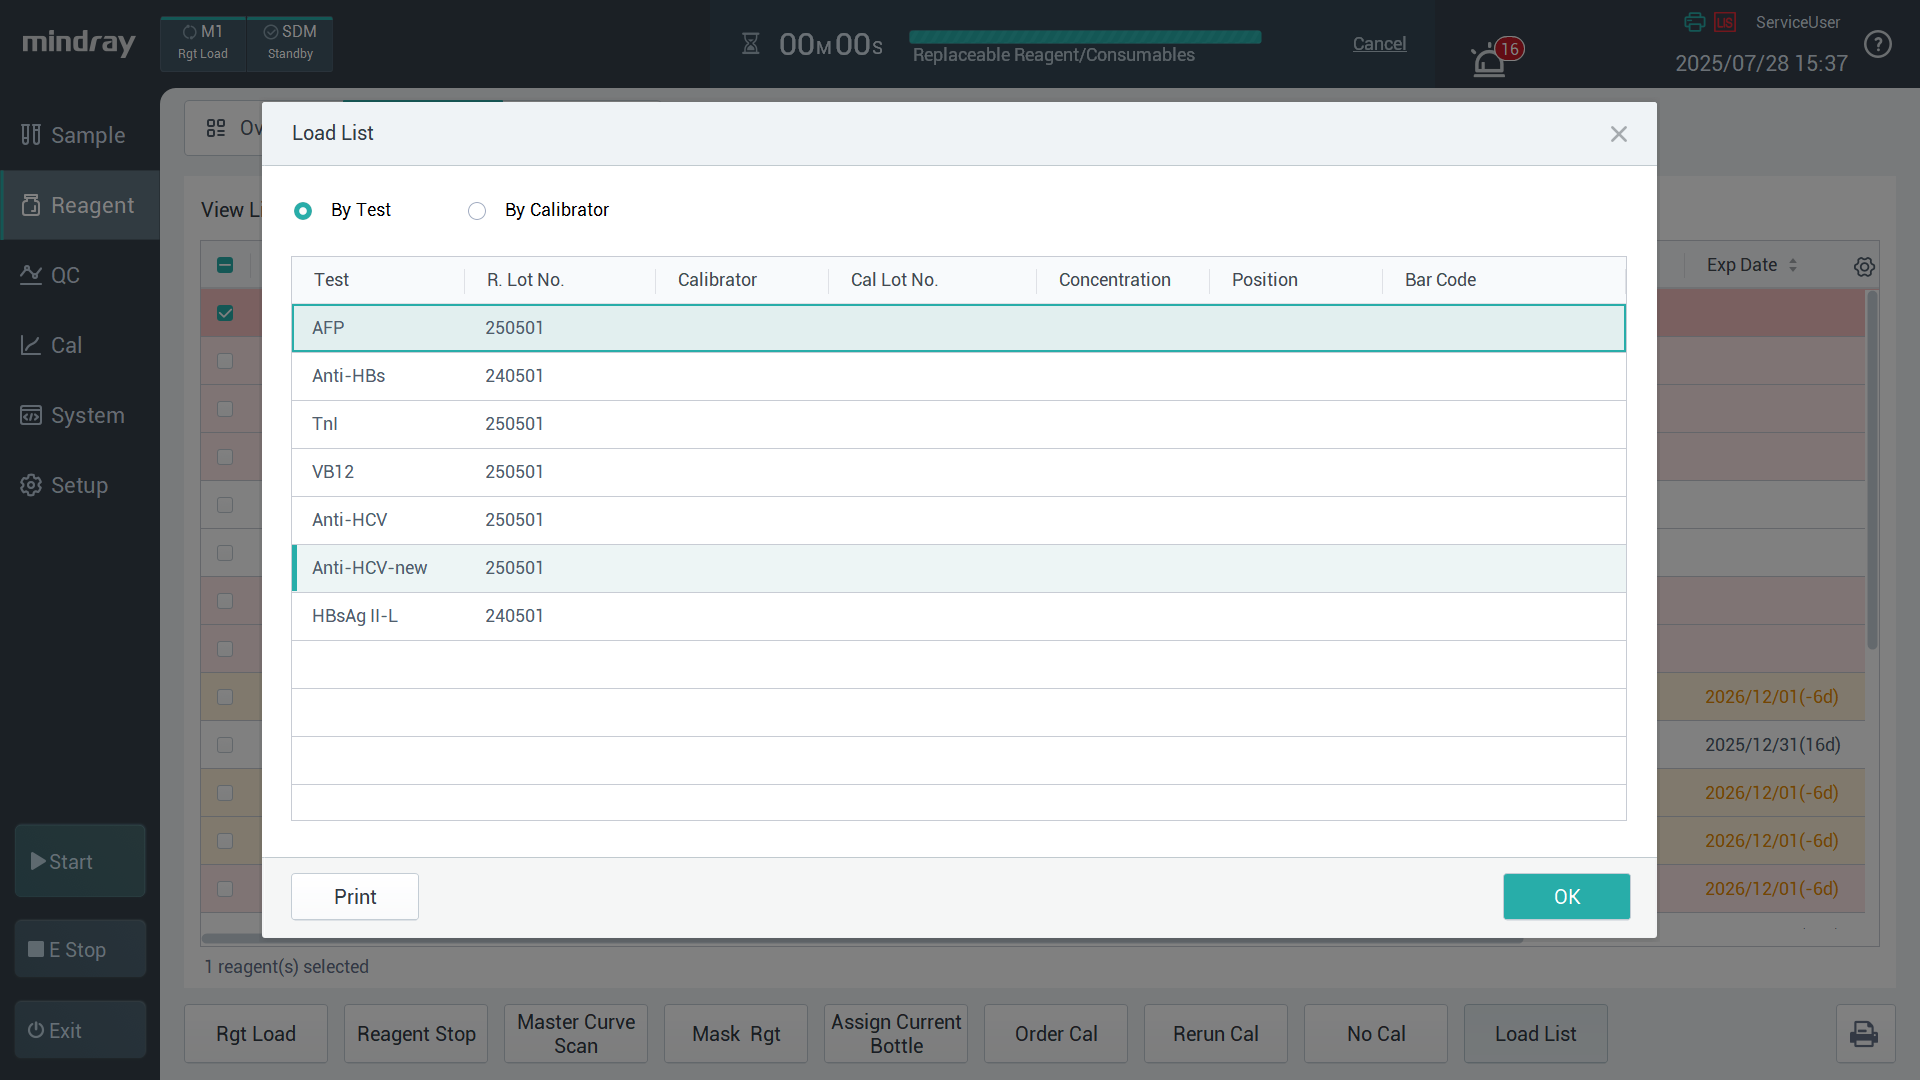 mindray
M1
Rgt Load
SDM
Standby
00M00S
Replaceable Reagent/Consumables
Cancel
16
LIS
ServiceUser
2025/07/28 15:37
?
Sample
Reagent
QC
Cal
System
Setup
Start
E Stop
Exit
Ov
View Li
Load List
By Test
By Calibrator
Test R. Lot No. Calibrator Cal Lot No. Concentration Position Bar Code
AFP 250501
Anti-HBs 240501
TnI 250501
VB12 250501
Anti-HCV 250501
Anti-HCV-new 250501
HBsAg II-L 240501
Print
OK
Exp Date
2026/12/01(-6d)
2025/12/31(16d)
2026/12/01(-6d)
2026/12/01(-6d)
2026/12/01(-6d)
1 reagent(s) selected
Rgt Load
Reagent Stop
Master Curve
Scan
Mask Rgt
Assign Current
Bottle
Order Cal
Rerun Cal
No Cal
Load List